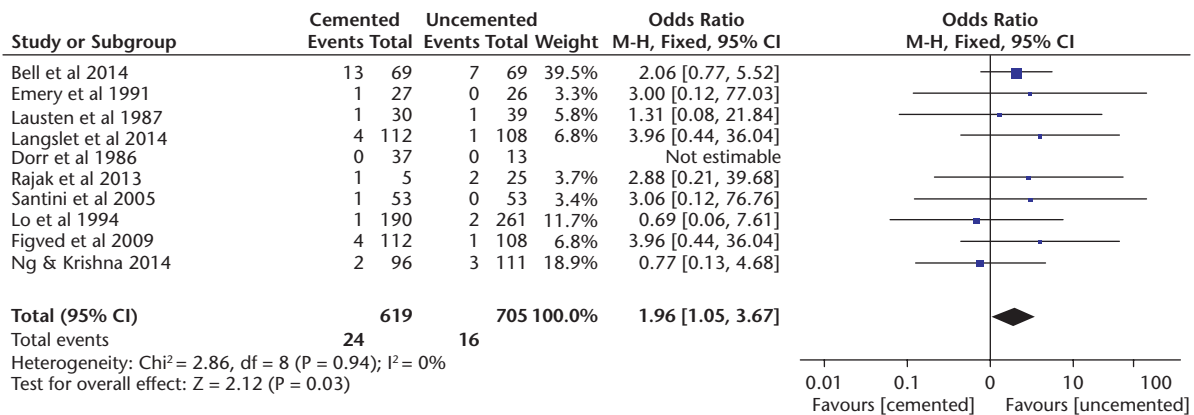 Cemented Uncemented Odds Ratio Odds Ratio
Study or Subgroup Events Total Events Total Weight M-H, Fixed, 95% CI M-H, Fixed, 95% CI
Bell et al 2014 13 69 7 69 39.5% 2.06 [0.77, 5.52]
Emery et al 1991 1 27 0 26 3.3% 3.00 [0.12, 77.03]
Lausten et al 1987 1 30 1 39 5.8% 1.31 [0.08, 21.84]
Langslet et al 2014 4 112 1 108 6.8% 3.96 [0.44, 36.04]
Dorr et al 1986 0 37 0 13 Not estimable
Rajak et al 2013 1 5 2 25 3.7% 2.88 [0.21, 39.68]
Santini et al 2005 1 53 0 53 3.4% 3.06 [0.12, 76.76]
Lo et al 1994 1 190 2 261 11.7% 0.69 [0.06, 7.61]
Figved et al 2009 4 112 1 108 6.8% 3.96 [0.44, 36.04]
Ng & Krishna 2014 2 96 3 111 18.9% 0.77 [0.13, 4.68]
Total (95% CI) 619 705 100.0% 1.96 [1.05, 3.67]
Total events 24 16
Heterogeneity: Chi² = 2.86, df = 8 (P = 0.94); I² = 0%
Test for overall effect: Z = 2.12 (P = 0.03)
0.01 0.1 0 10 100
Favours [cemented] Favours [uncemented]